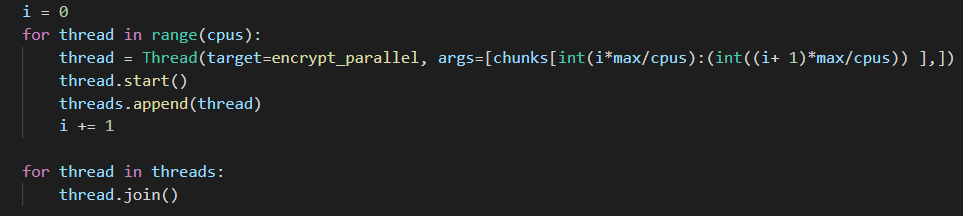 i = 0
for thread in range(cpus):
    thread = Thread(target=encrypt_parallel, args=[chunks[int(i*max/cpus):(int((i+ 1)*max/cpus)) ],])
    thread.start()
    threads.append(thread)
    i += 1

for thread in threads:
    thread.join()